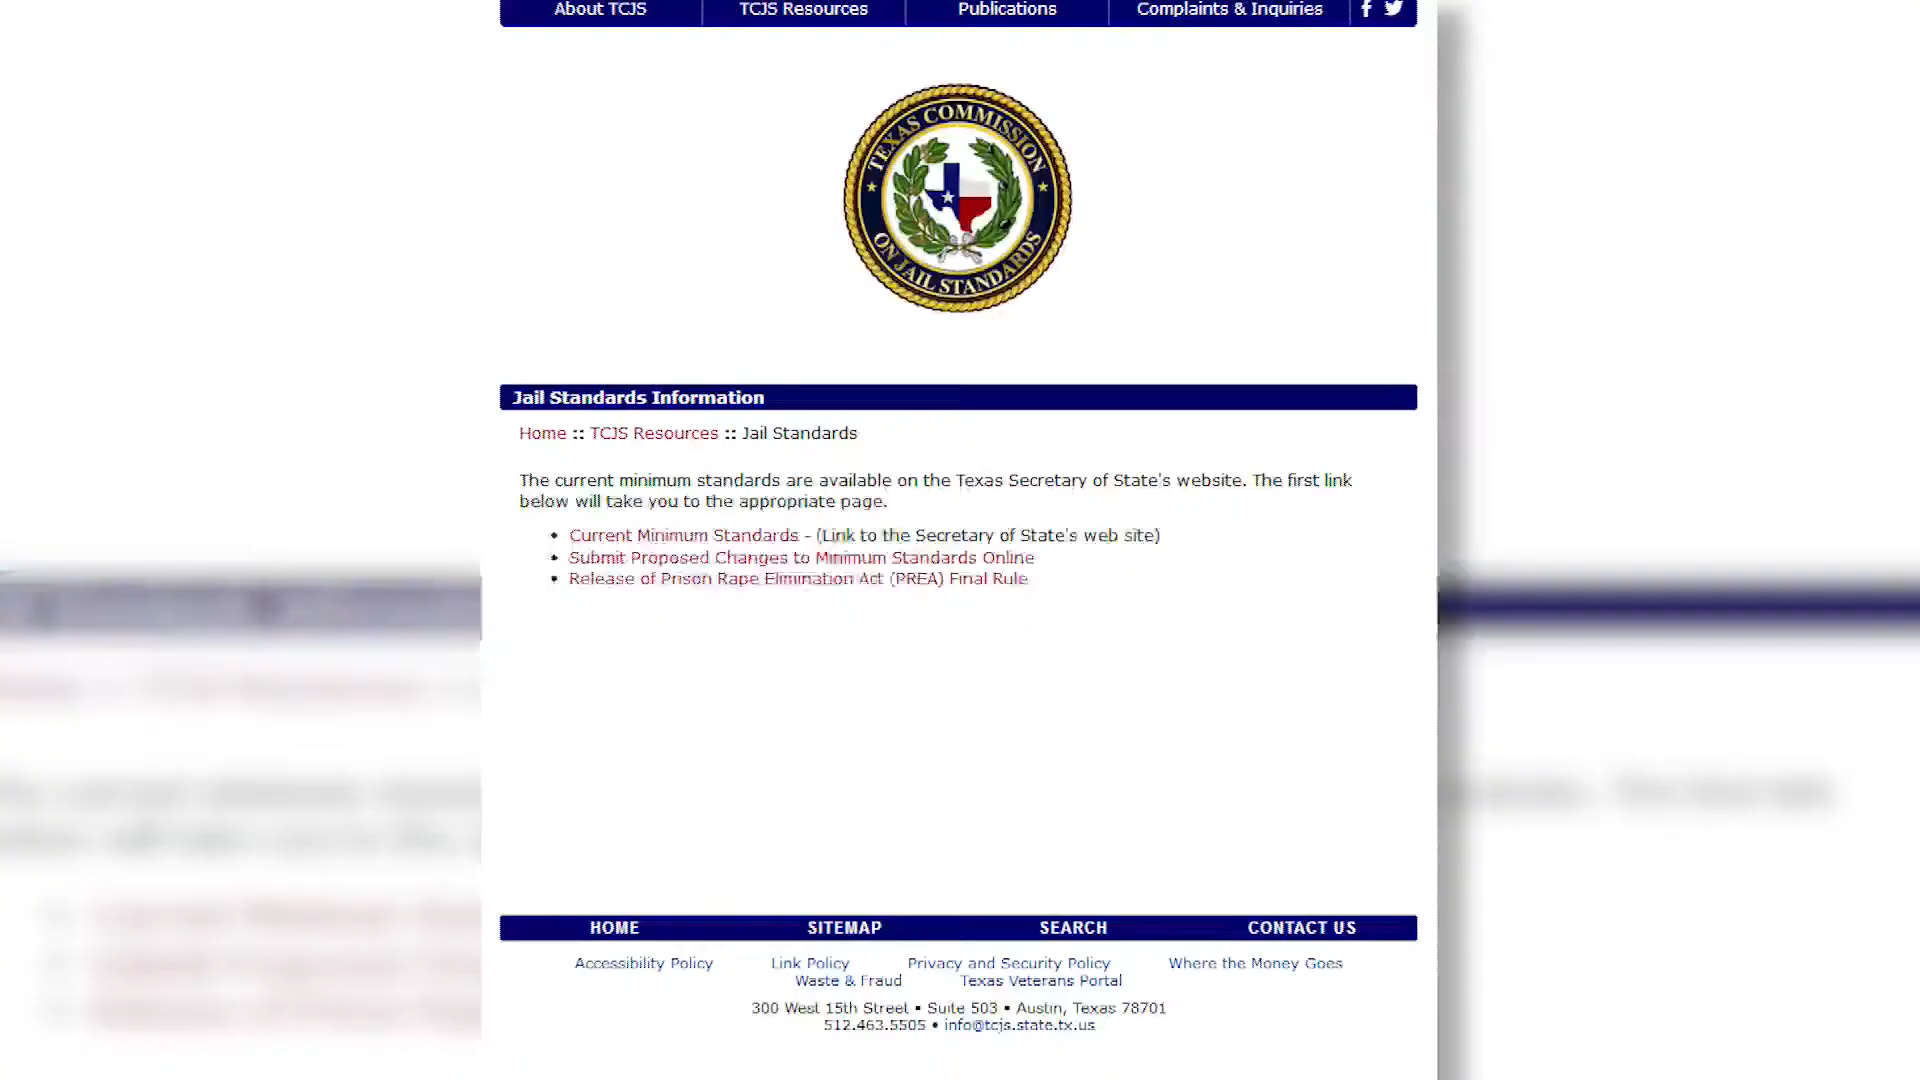 About TCJS
TCJS Resources
Publications
Complaints & Inquiries
TEXAS COMMISSION
ON JAIL STANDARDS
Jail Standards Information
Home :: TCJS Resources :: Jail Standards
The current minimum standards are available on the Texas Secretary of State's website. The first link
below will take you to the appropriate page.
• Current Minimum Standards - (Link to the Secretary of State's web site)
• Submit Proposed Changes to Minimum Standards Online
• Release of Prison Rape Elimination Act (PREA) Final Rule
HOME
SITEMAP
SEARCH
CONTACT US
Accessibility Policy
Link Policy
Privacy and Security Policy
Where the Money Goes
Waste & Fraud
Texas Veterans Portal
300 West 15th Street • Suite 503 • Austin, Texas 78701
512.463.5505 • info@tcjs.state.tx.us